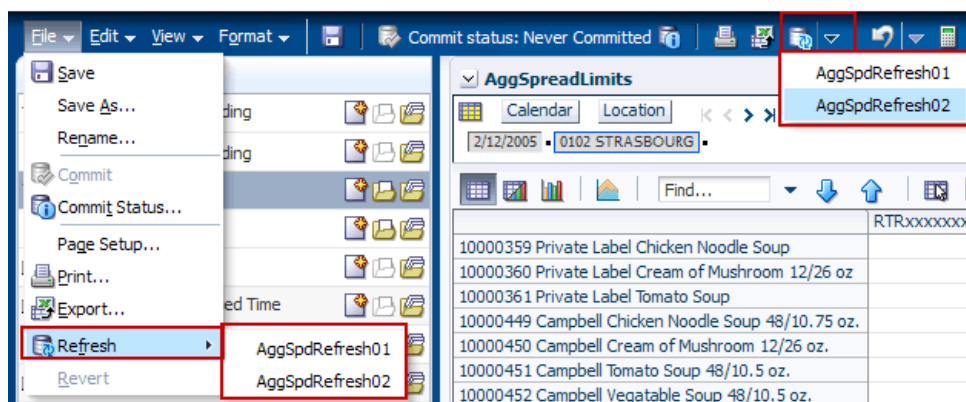 File Edit View Format Commit status: Never Committed
Save
Save As...
Rename...
Commit
Commit Status...
Page Setup...
Print...
Export...
Refresh
Revert
AggSpdRefresh01
AggSpdRefresh02
ding
ding
ed Time
AggSpdRefresh01
AggSpdRefresh02
AggSpreadLimits
Calendar Location
2/12/2005 0102 STRASBOURG
Find...
RTRxxxxxxx
10000359 Private Label Chicken Noodle Soup
10000360 Private Label Cream of Mushroom 12/26 oz
10000361 Private Label Tomato Soup
10000449 Campbell Chicken Noodle Soup 48/10.75 oz.
10000450 Campbell Cream of Mushroom 12/26 oz.
10000451 Campbell Tomato Soup 48/10.5 oz.
10000452 Campbell Vegatable Soup 48/10.5 oz.